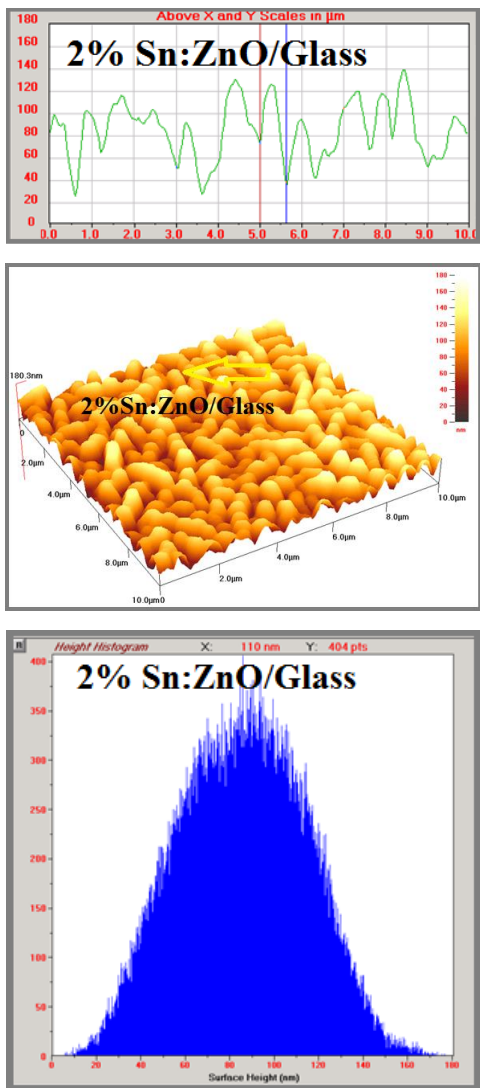 Above X and Y Scales in µm
2% Sn:ZnO/Glass
180
160
140
120
100
80
60
40
20
0
0.0 1.0 2.0 3.0 4.0 5.0 6.0 7.0 8.0 9.0 10.0
180
160
140
120
100
80
60
40
20
0
nm
180.3nm
2%Sn:ZnO/Glass
0
2.0µm
4.0µm
6.0µm
8.0µm
10.0µm0
2.0µm
4.0µm
6.0µm
8.0µm
10.0µm
R Height Histogram X: 110 nm Y: 404 pts
2% Sn:ZnO/Glass
400
350
300
250
200
150
100
50
0
0 20 40 60 80 100 120 140 160 180
Surface Height (nm)